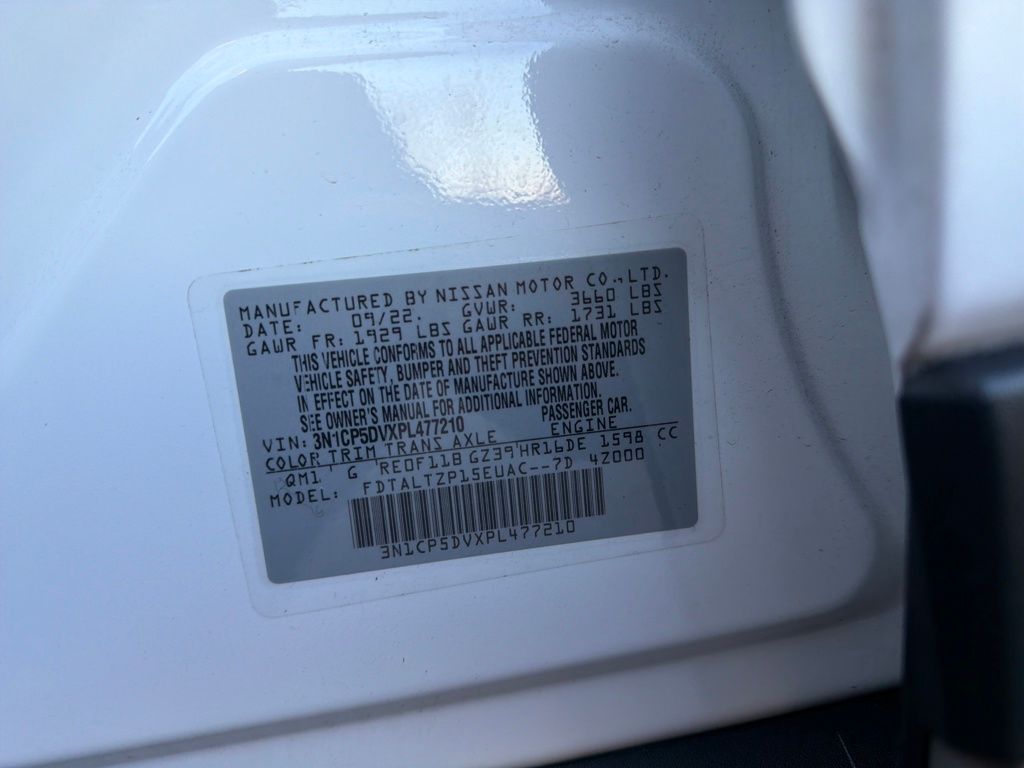 MANUFACTURED BY NISSAN MOTOR CO., LTD.
DATE: 09/22. GVWR: 3660 LBS
GAWR FR: 1929 LBS GAWR RR: 1731 LBS
THIS VEHICLE CONFORMS TO ALL APPLICABLE FEDERAL MOTOR
VEHICLE SAFETY, BUMPER AND THEFT PREVENTION STANDARDS
IN EFFECT ON THE DATE OF MANUFACTURE SHOWN ABOVE.
SEE OWNER'S MANUAL FOR ADDITIONAL INFORMATION.
VIN: 3N1CP5DVXPL477210 PASSENGER CAR.
COLOR TRIM TRANS AXLE ENGINE
QM1 G RE0F11B GZ39 HR16DE 1598 CC
MODEL: FDTALTZP15EUAC--7D 42000
3N1CP5DVXPL477210